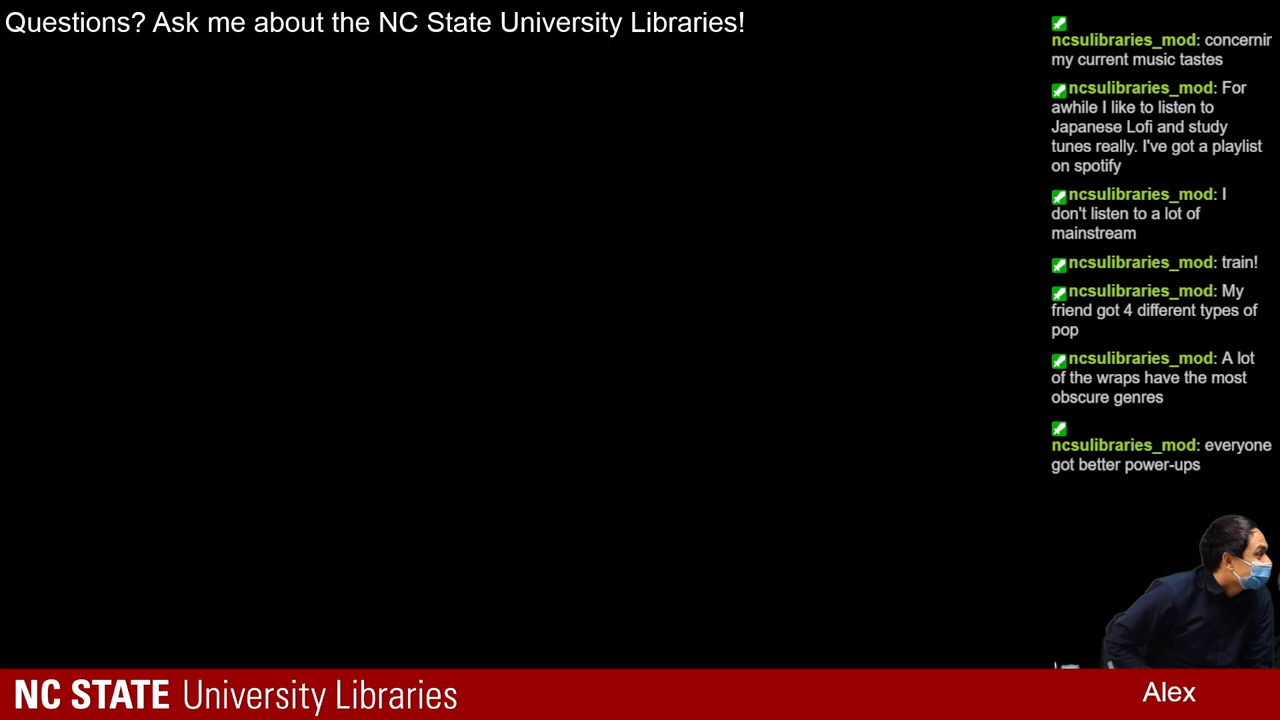 Questions? Ask me about the NC State University Libraries!
ncsulibraries_mod: concernir
my current music tastes
ncsulibraries_mod: For
awhile I like to listen to
Japanese Lofi and study
tunes really. I've got a playlist
on spotify
ncsulibraries_mod: I
don't listen to a lot of
mainstream
ncsulibraries_mod: train!
ncsulibraries_mod: My
friend got 4 different types of
pop
ncsulibraries_mod: A lot
of the wraps have the most
obscure genres
ncsulibraries_mod: everyone
got better power-ups
NC STATE University Libraries
Alex